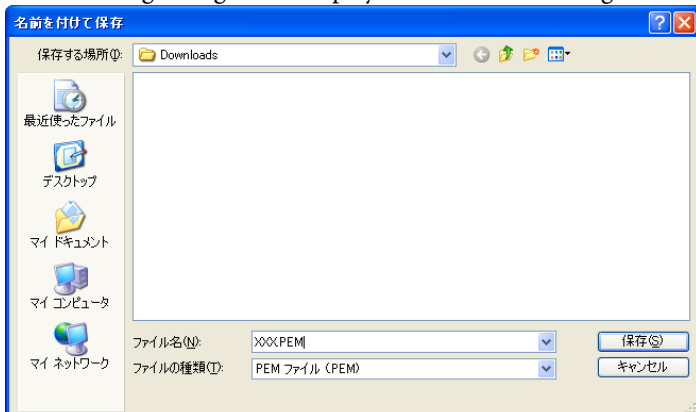 名前を付けて保存
保存する場所(I):
Downloads
最近使ったファイル
デスクトップ
マイ ドキュメント
マイ コンピュータ
マイ ネットワーク
ファイル名(N):
XXX.PEM
保存(S)
ファイルの種類(T):
PEM ファイル (PEM)
キャンセル